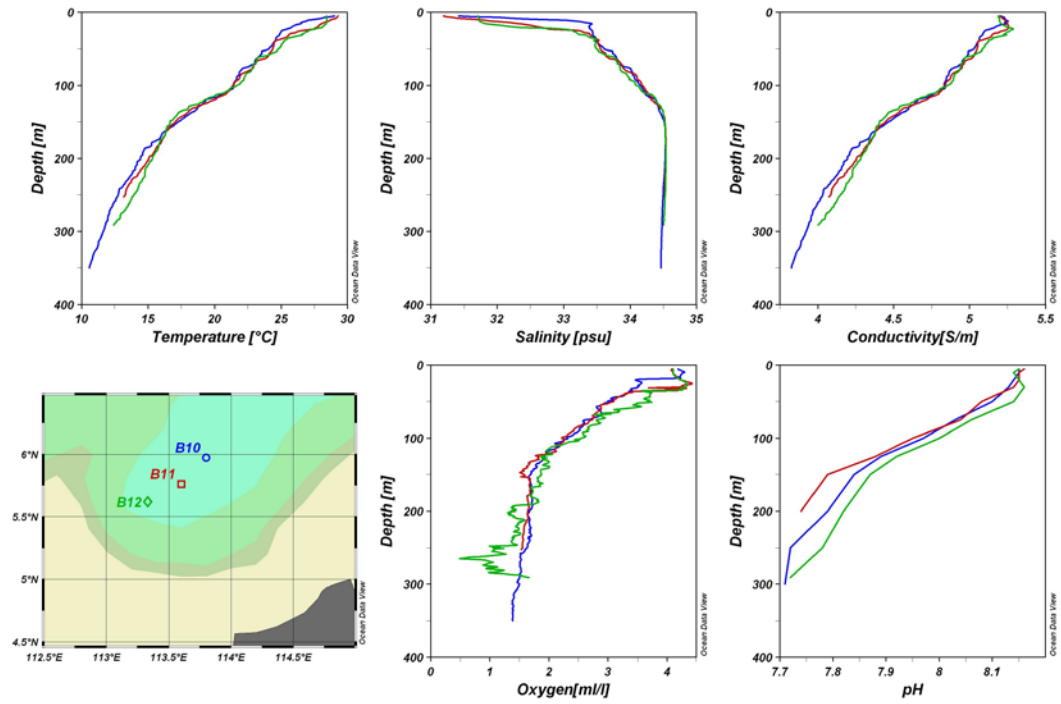 0
100
200
300
400
Depth [m]
10 15 20 25 30
Temperature [°C]
Ocean Data View
0
100
200
300
400
Depth [m]
31 32 33 34 35
Salinity [psu]
Ocean Data View
0
100
200
300
400
Depth [m]
4 4.5 5 5.5
Conductivity[S/m]
Ocean Data View
6°N
5.5°N
5°N
4.5°N
B10
B11
B12
112.5°E 113°E 113.5°E 114°E 114.5°E
Ocean Data View
0
100
200
300
400
Depth [m]
0 1 2 3 4
Oxygen[ml/l]
Ocean Data View
0
100
200
300
400
Depth [m]
7.7 7.8 7.9 8 8.1
pH
Ocean Data View